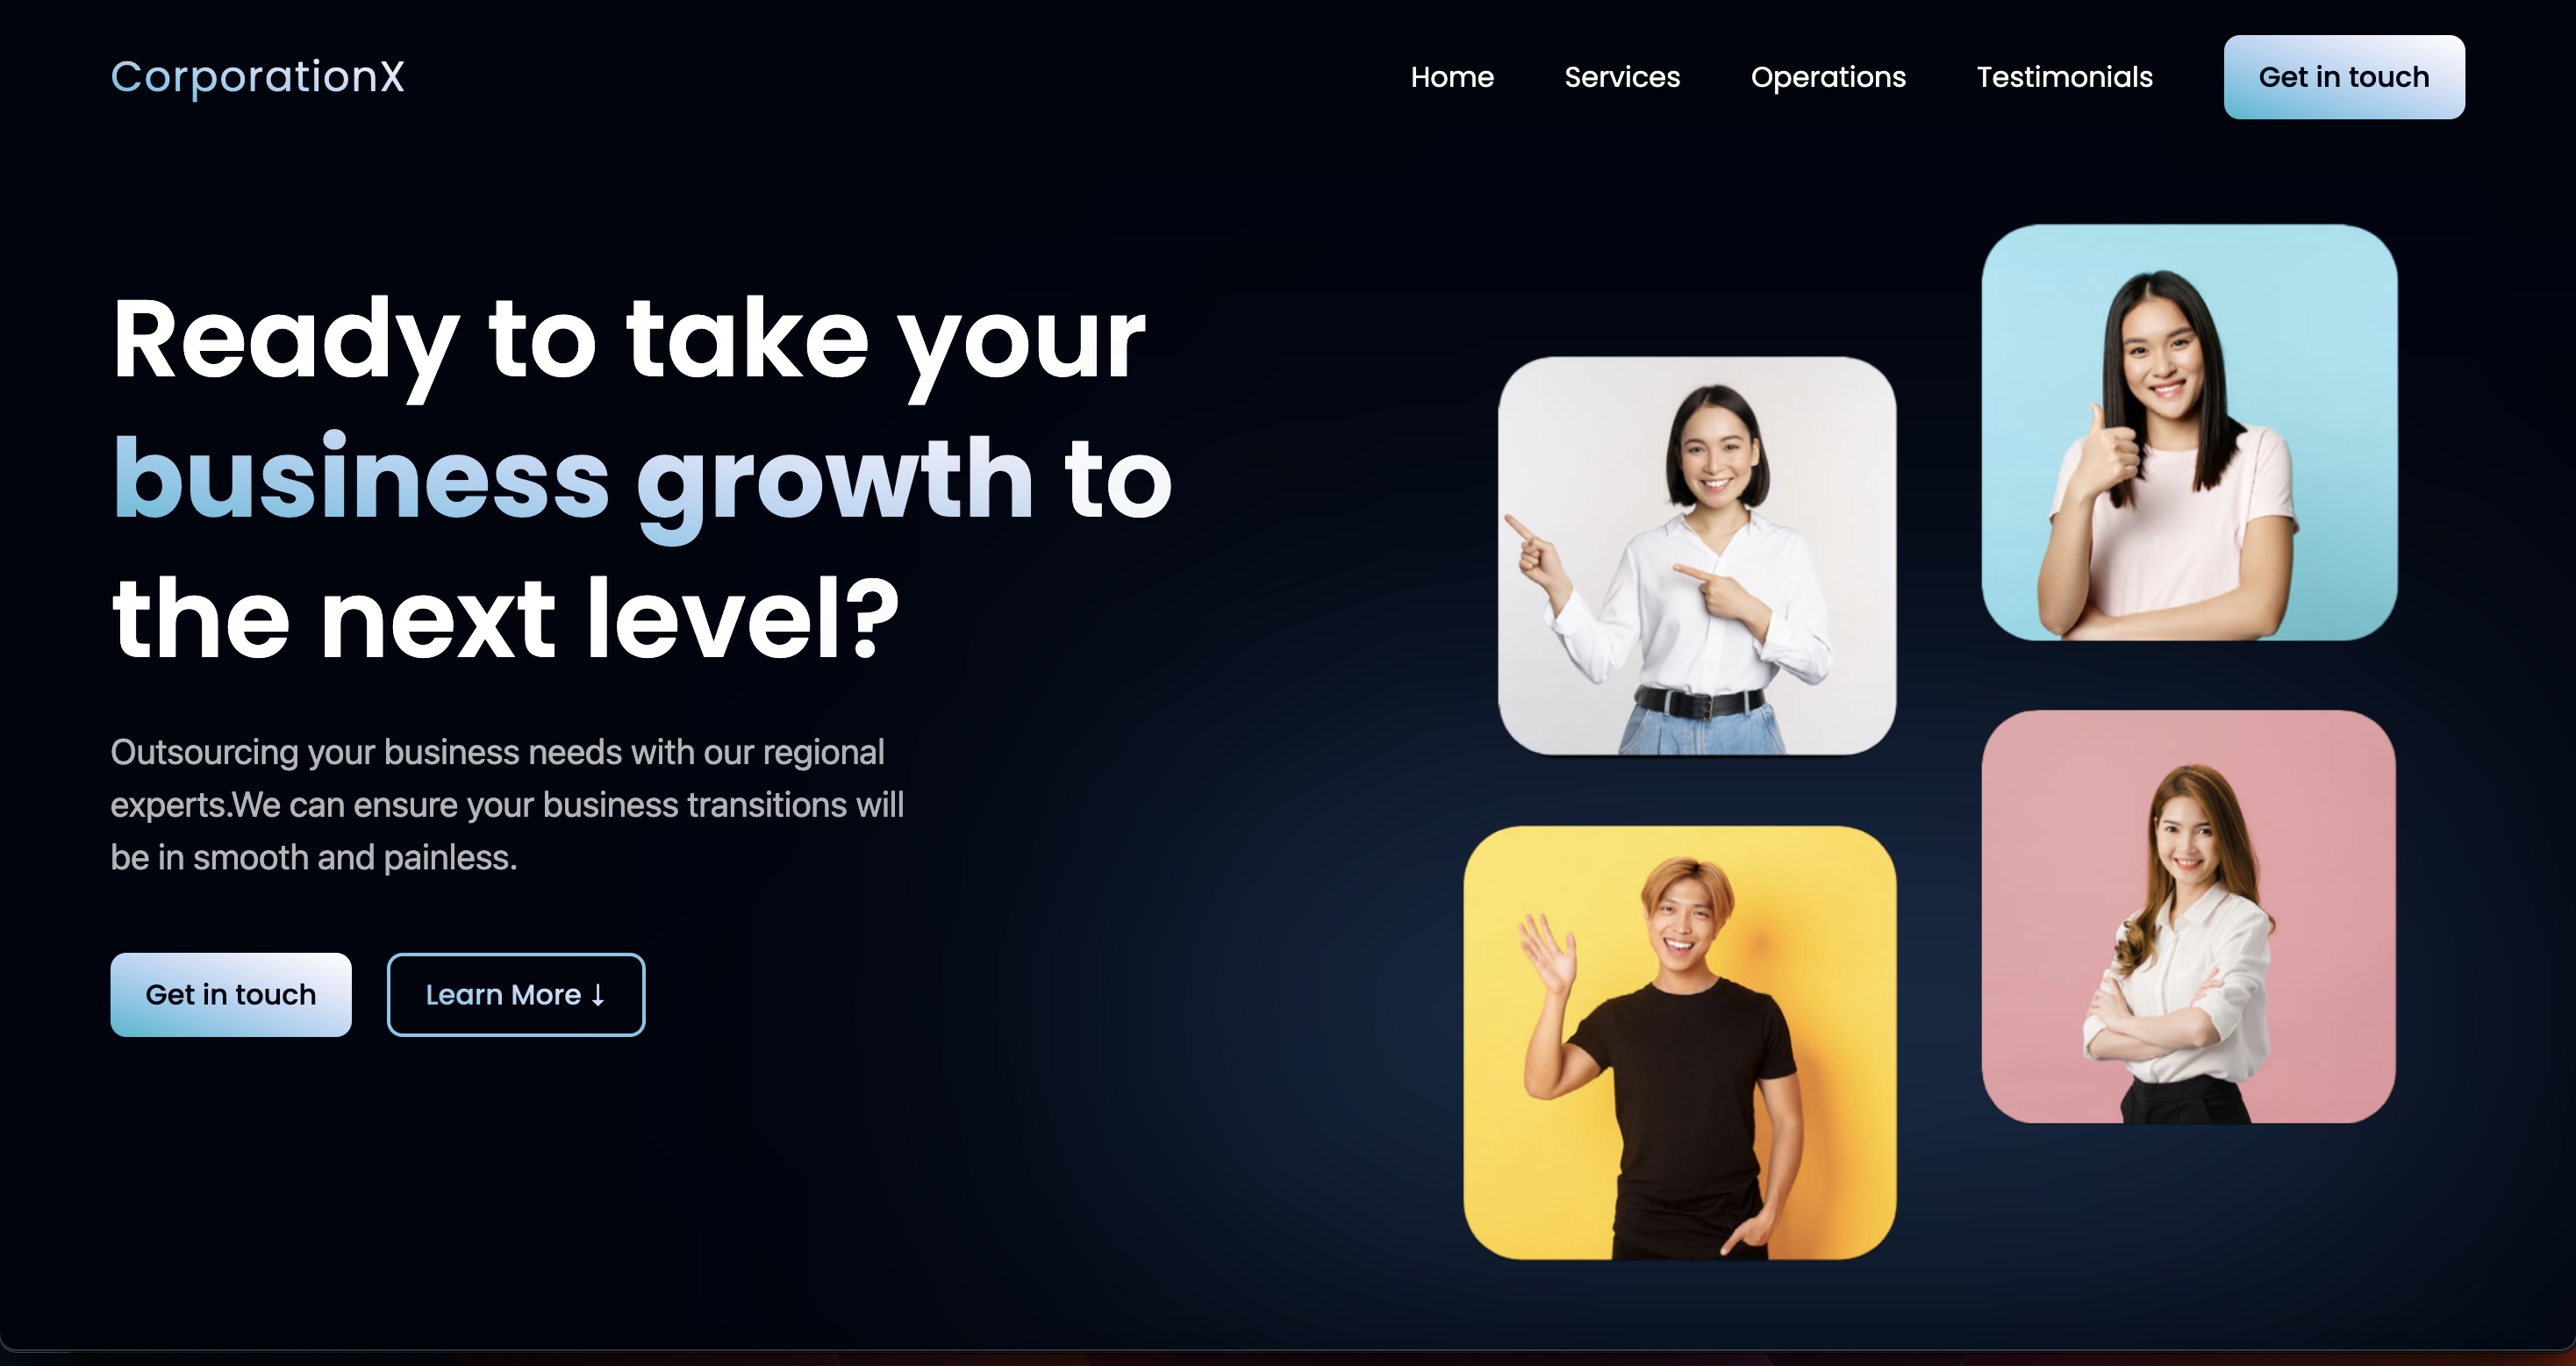 CorporationX
Home
Services
Operations
Testimonials
Get in touch
Ready to take your
business growth to
the next level?
Outsourcing your business needs with our regional
experts.We can ensure your business transitions will
be in smooth and painless.
Get in touch
Learn More ↓